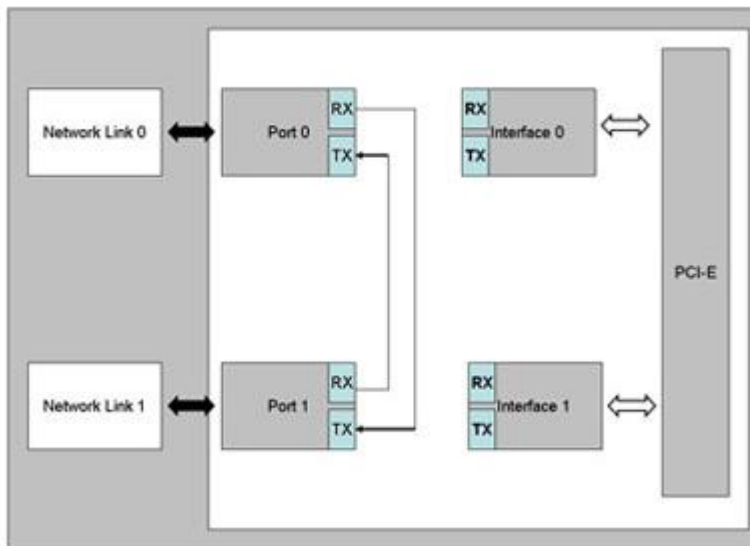 Network Link 0
Port 0
RX
TX
RX
TX
Interface 0
PCI-E
Network Link 1
Port 1
RX
TX
RX
TX
Interface 1